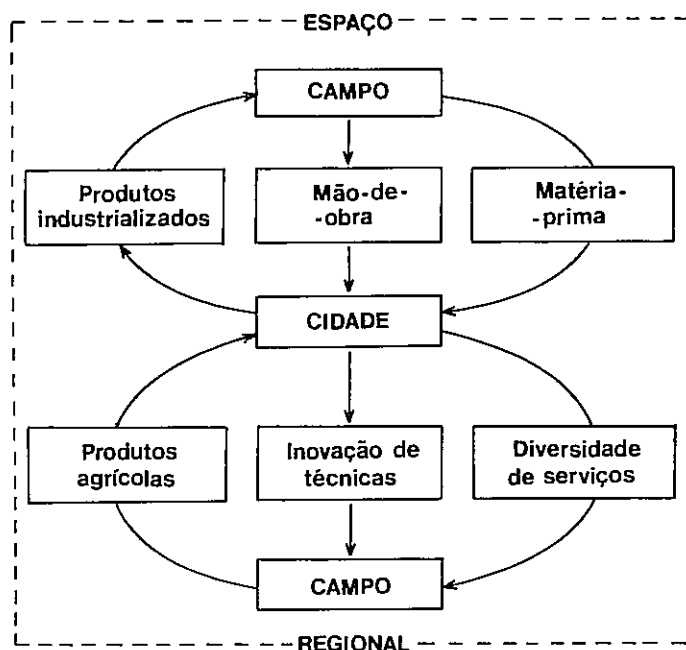 ESPAÇO
CAMPO
Produtos
industrializados
Mão-de-
-obra
Matéria-
-prima
CIDADE
Produtos
agrícolas
Inovação de
técnicas
Diversidade
de serviços
CAMPO
REGIONAL